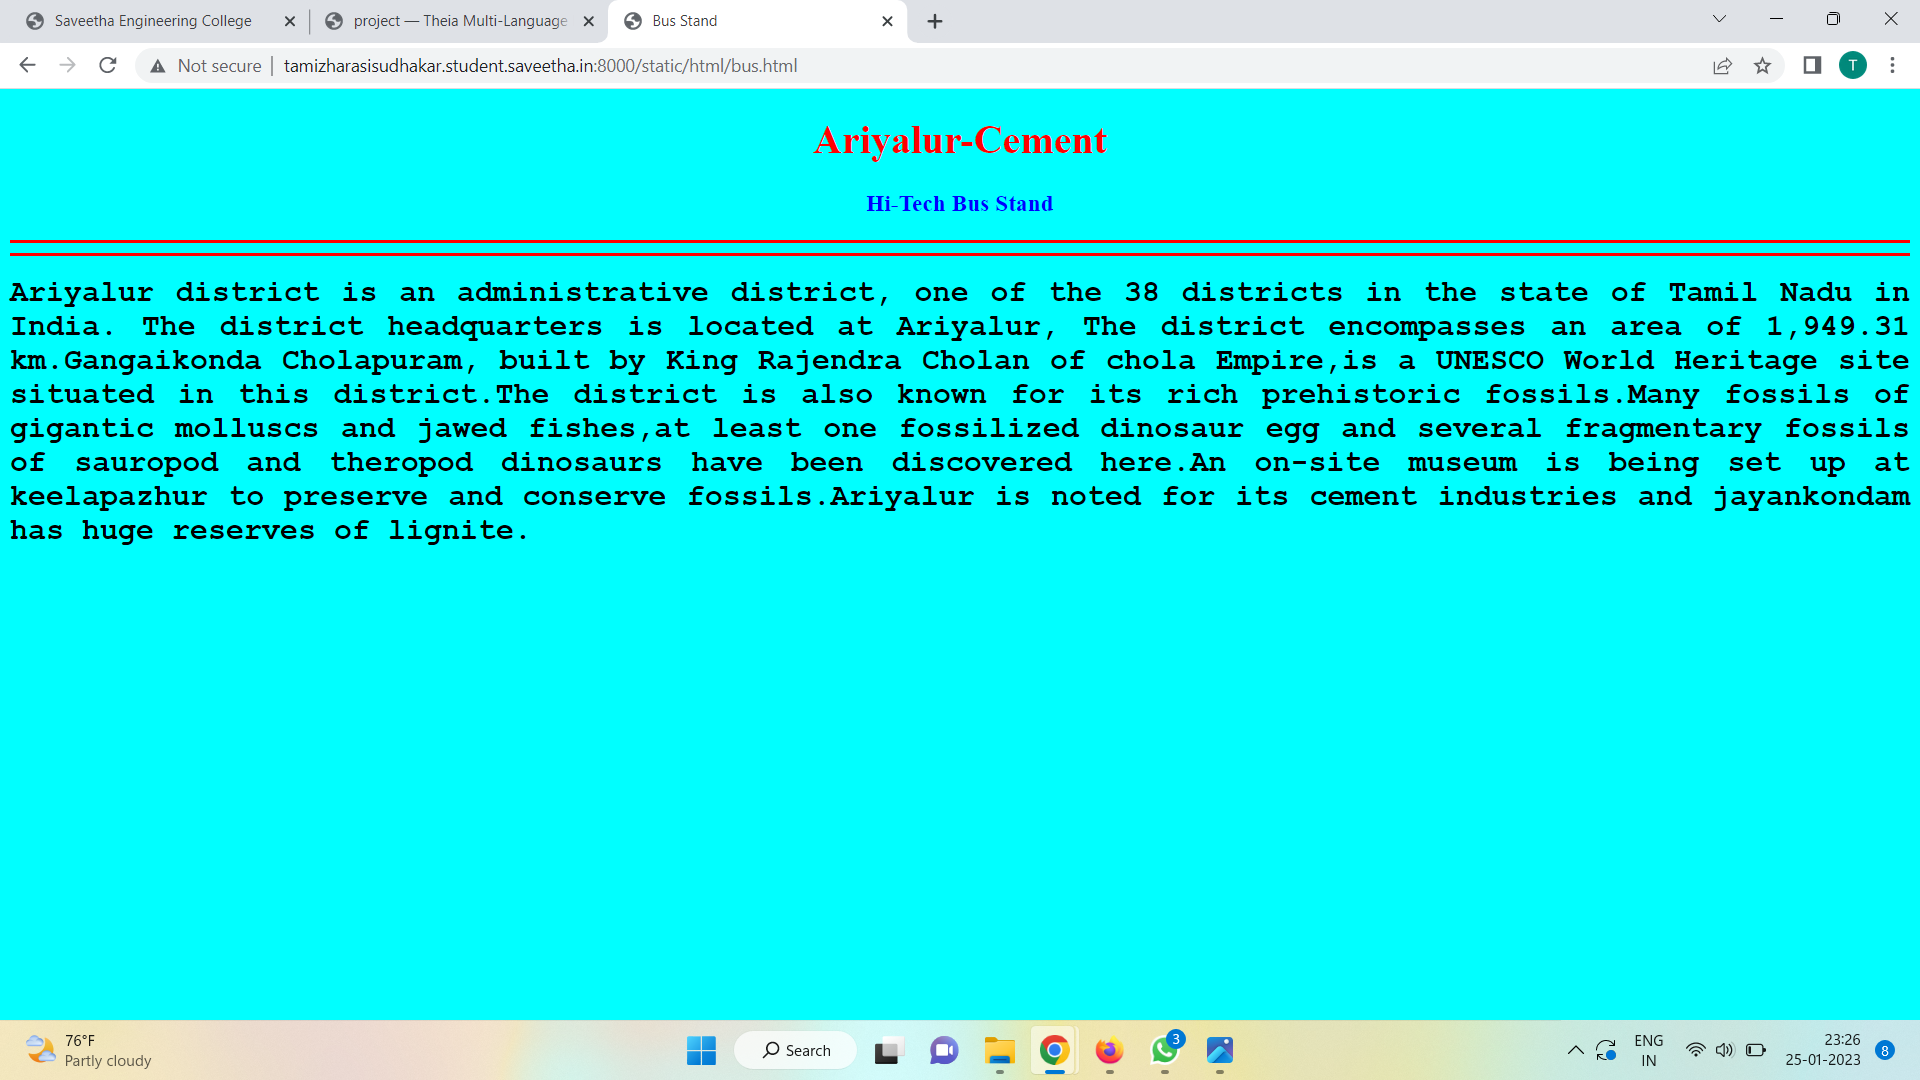 Saveetha Engineering College
project — Theia Multi-Language
Bus Stand
Not secure
tamizharasisudhakar.student.saveetha.in:8000/static/html/bus.html
T
Ariyalur-Cement
Hi-Tech Bus Stand
Ariyalur district is an administrative district, one of the 38 districts in the state of Tamil Nadu in
India. The district headquarters is located at Ariyalur, The district encompasses an area of 1,949.31
km.Gangaikonda Cholapuram, built by King Rajendra Cholan of chola Empire,is a UNESCO World Heritage site
situated in this district.The district is also known for its rich prehistoric fossils.Many fossils of
gigantic molluscs and jawed fishes,at least one fossilized dinosaur egg and several fragmentary fossils
of sauropod and theropod dinosaurs have been discovered here.An on-site museum is being set up at
keelapazhur to preserve and conserve fossils.Ariyalur is noted for its cement industries and jayankondam
has huge reserves of lignite.
76°F
Partly cloudy
Search
3
ENG
IN
23:26
25-01-2023
8